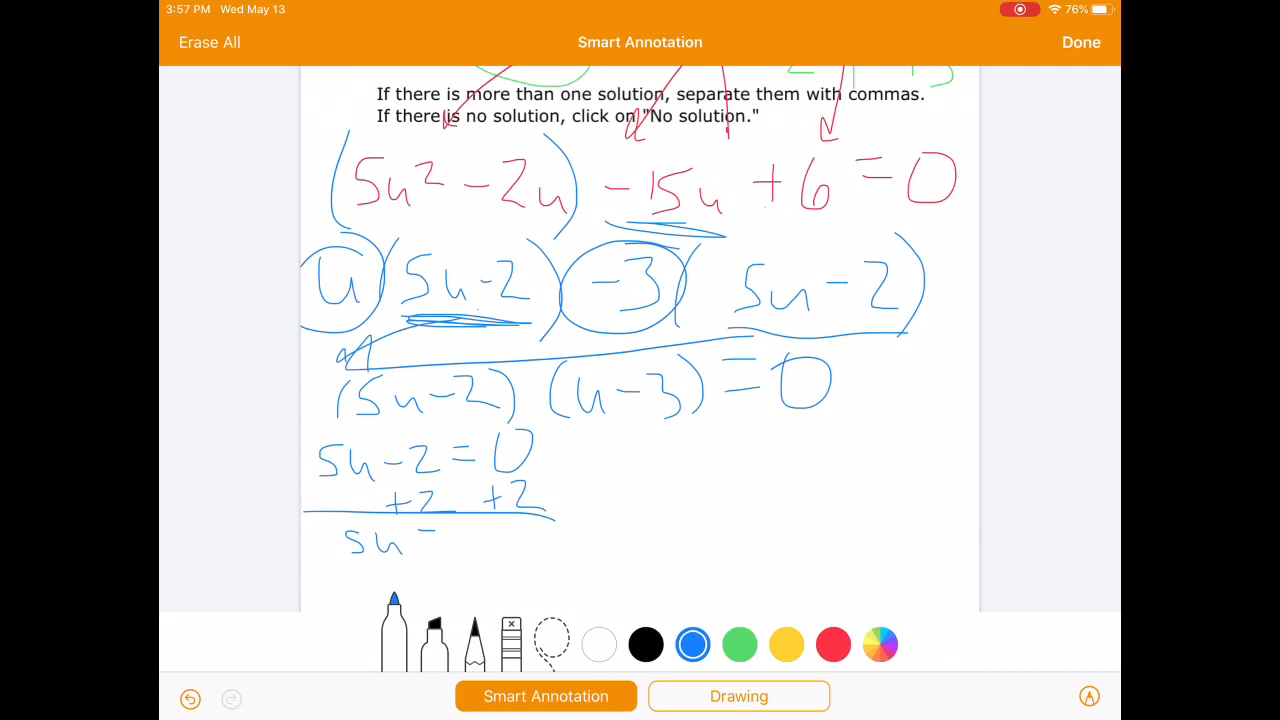 3:57 PM Wed May 13
76%
Erase All
Smart Annotation
Done
If there is more than one solution, separate them with commas.
If there is no solution, click on "No solution."
(5u² - 2u) - 15u + 6 = 0
u(5u-2) -3(5u-2)
(5u-2)(u-3) = 0
5u-2 = 0
+2 +2
5u =
Smart Annotation
Drawing